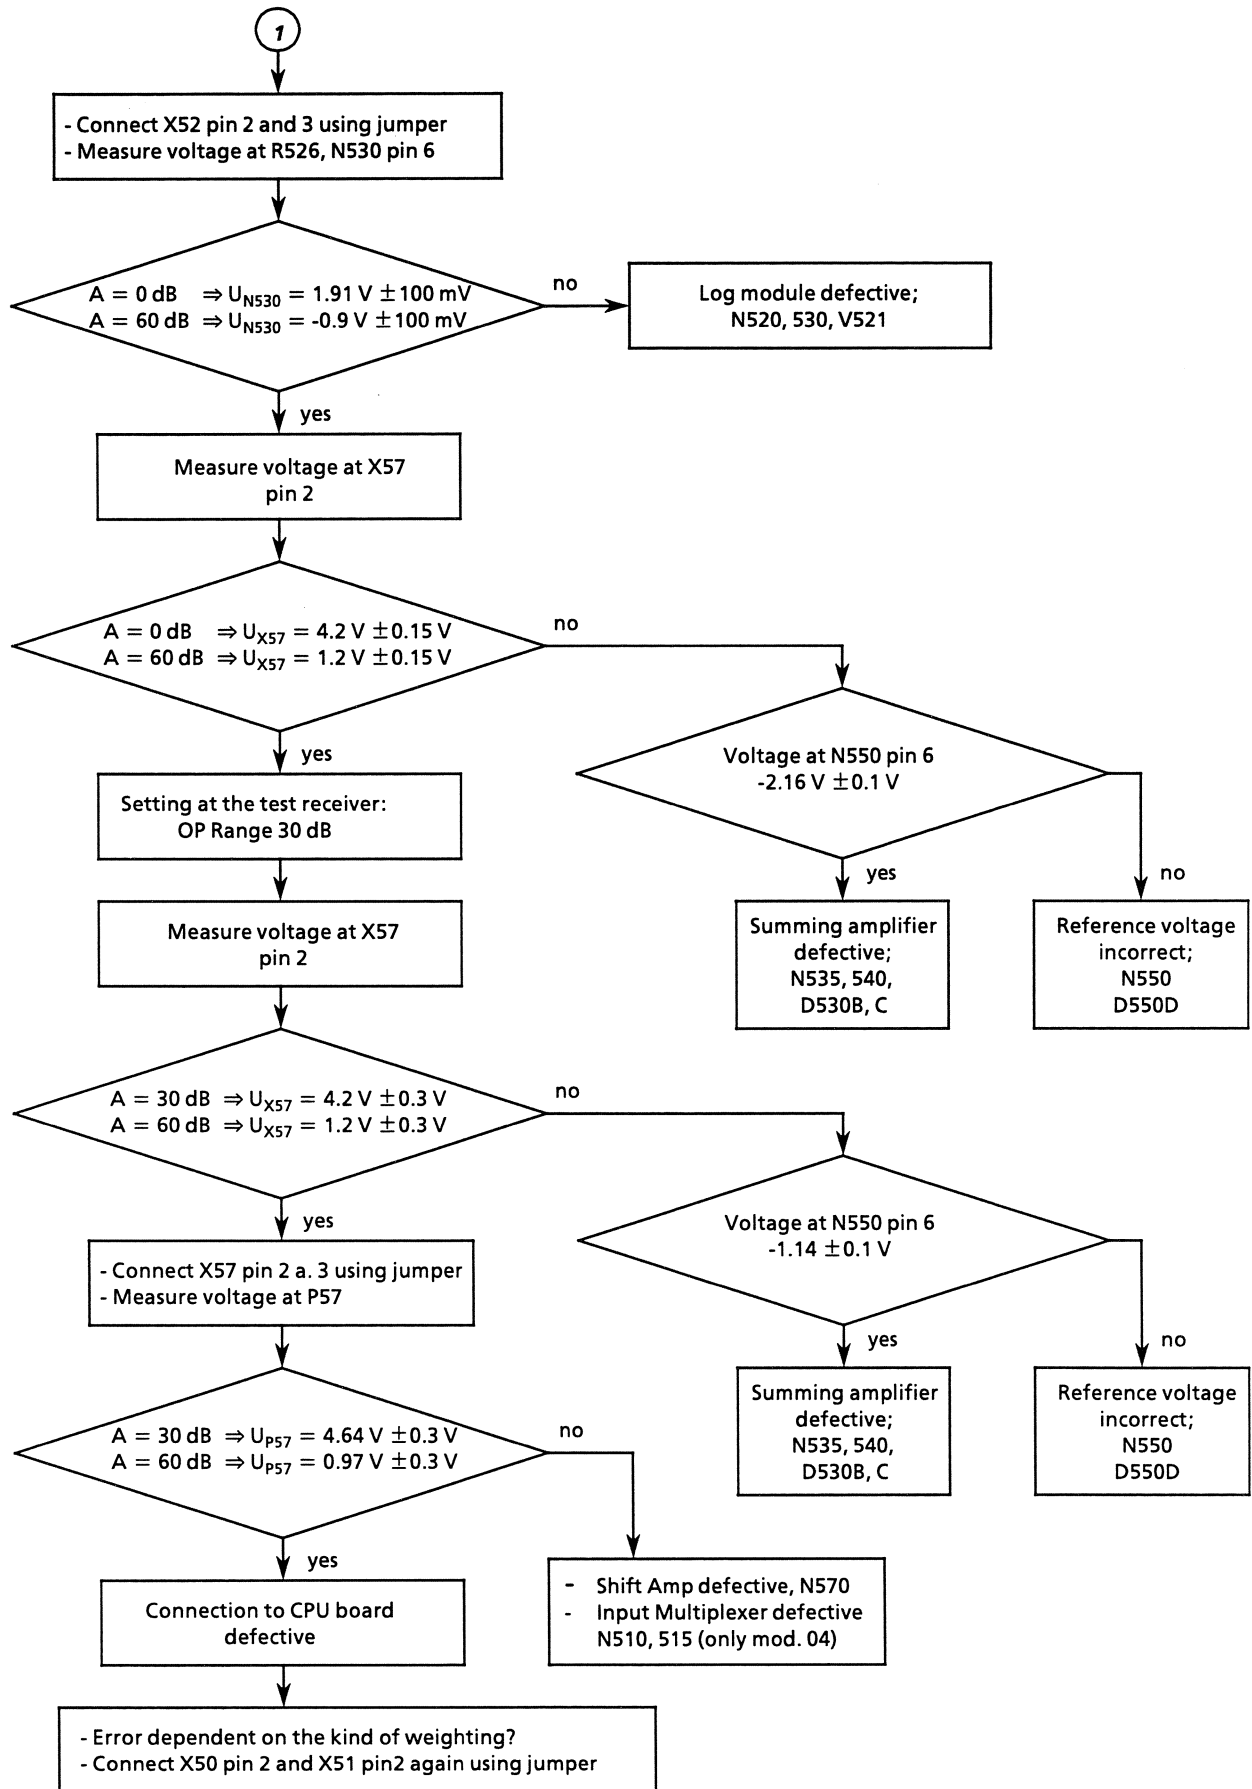 1
- Connect X52 pin 2 and 3 using jumper
- Measure voltage at R526, N530 pin 6
A = 0 dB ⇒ U_N530 = 1.91 V ±100 mV
A = 60 dB ⇒ U_N530 = -0.9 V ±100 mV
no
Log module defective;
N520, 530, V521
yes
Measure voltage at X57
pin 2
A = 0 dB ⇒ U_X57 = 4.2 V ±0.15 V
A = 60 dB ⇒ U_X57 = 1.2 V ±0.15 V
no
yes
Voltage at N550 pin 6
-2.16 V ±0.1 V
Setting at the test receiver:
OP Range 30 dB
yes
no
Measure voltage at X57
pin 2
Summing amplifier
defective;
N535, 540,
D530B, C
Reference voltage
incorrect;
N550
D550D
A = 30 dB ⇒ U_X57 = 4.2 V ±0.3 V
A = 60 dB ⇒ U_X57 = 1.2 V ±0.3 V
no
yes
Voltage at N550 pin 6
-1.14 ±0.1 V
- Connect X57 pin 2 a. 3 using jumper
- Measure voltage at P57
yes
no
Summing amplifier
defective;
N535, 540,
D530B, C
Reference voltage
incorrect;
N550
D550D
A = 30 dB ⇒ U_P57 = 4.64 V ±0.3 V
A = 60 dB ⇒ U_P57 = 0.97 V ±0.3 V
no
yes
- Shift Amp defective, N570
- Input Multiplexer defective
N510, 515 (only mod. 04)
Connection to CPU board
defective
- Error dependent on the kind of weighting?
- Connect X50 pin 2 and X51 pin2 again using jumper